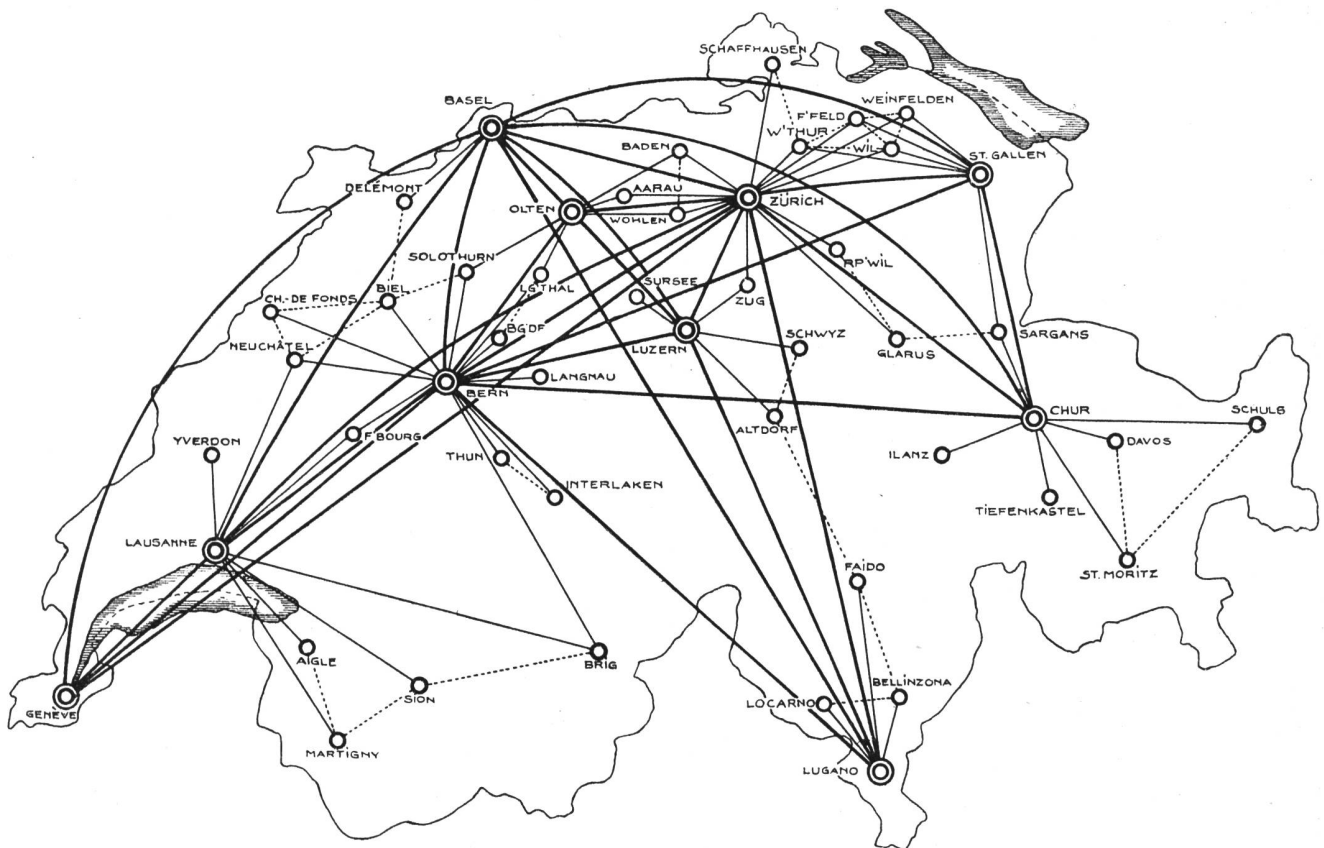 SCHAFFHAUSEN
BASEL
WEINFELDEN
F'FELD
W'THUR
WIL
BADEN
ST. GALLEN
DELÉMONT
AARAU
ZÜRICH
OLTEN
WOHLEN
SOLOTHURN
RP'WIL
BIEL
LG'THAL
SURSEE
ZUG
CH.-DE FONDS
BG'DF
SCHWYZ
SARGANS
NEUCHÂTEL
LUZERN
GLARUS
LANGNAU
BERN
CHUR
SCHULS
ALTDORF
DAVOS
YVERDON
F'BOURG
THUN
ILANZ
INTERLAKEN
TIEFENKASTEL
LAUSANNE
FAIDO
ST. MORITZ
AIGLE
BRIG
SION
BELLINZONA
LOCARNO
GENÈVE
MARTIGNY
LUGANO